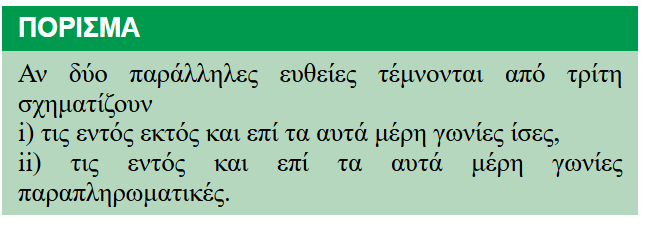 ΠΟΡΙΣΜΑ
Αν δύο παράλληλες ευθείες τέμνονται από τρίτη
σχηματίζουν
i) τις εντός εκτός και επί τα αυτά μέρη γωνίες ίσες,
ii) τις εντός και επί τα αυτά μέρη γωνίες
παραπληρωματικές.